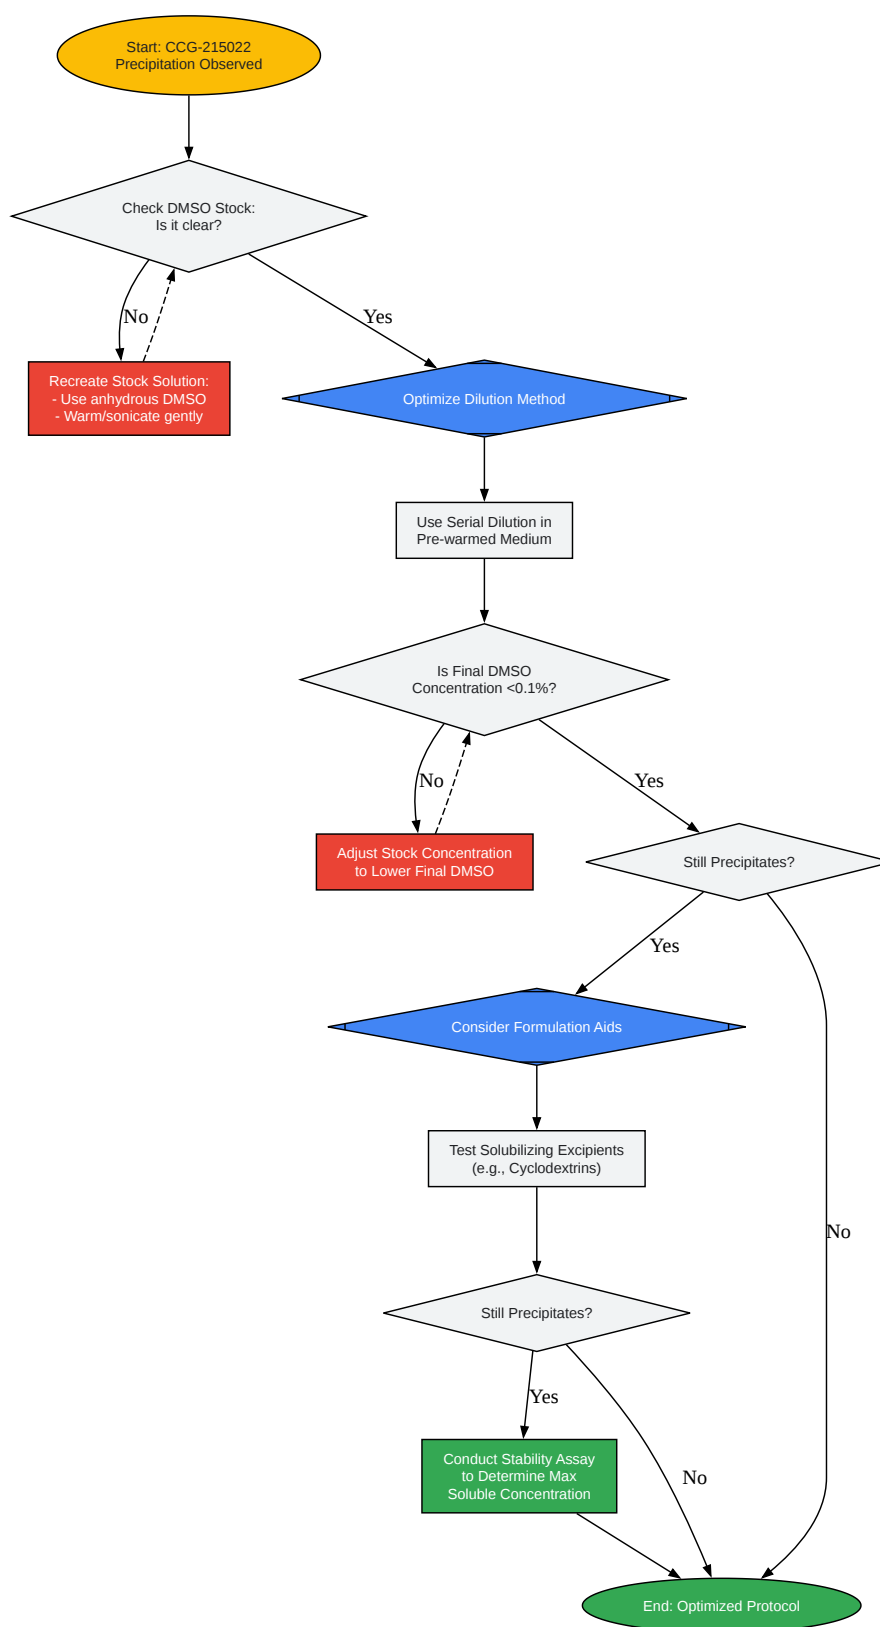 Start: CCG-215022
Precipitation Observed
Check DMSO Stock:
Is it clear?
No
Yes
Recreate Stock Solution:
- Use anhydrous DMSO
- Warm/sonicate gently
Optimize Dilution Method
Use Serial Dilution in
Pre-warmed Medium
Is Final DMSO
Concentration <0.1%?
No
Yes
Adjust Stock Concentration
to Lower Final DMSO
Still Precipitates?
Yes
Consider Formulation Aids
Test Solubilizing Excipients
(e.g., Cyclodextrins)
No
Still Precipitates?
Yes
Conduct Stability Assay
to Determine Max
Soluble Concentration
No
End: Optimized Protocol